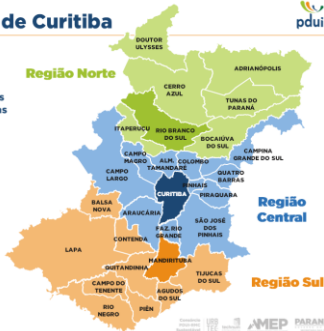 de Curitiba
pdui
DOUTOR
ULYSSES
Região Norte
ADRIANÓPOLIS
CERRO
AZUL
TUNAS DO
PARANÁ
s
as
ITAPERUÇU
RIO BRANCO
DO SUL
BOCAIÚVA
DO SUL
CAMPO
MAGRO
ALM.
TAMANDARÉ
COLOMBO
CAMPINA
GRANDE DO SUL
CAMPO
LARGO
QUATRO
BARRAS
PINHAIS
CURITIBA
PIRAQUARA
BALSA
NOVA
ARAUCÁRIA
Região
Central
SÃO JOSÉ
DOS
PINHAIS
FAZ. RIO
GRANDE
CONTENDA
LAPA
MANDIRITUBA
QUITANDINHA
TIJUCAS
DO SUL
Região Sul
CAMPO DO
TENENTE
AGUDOS
DO SUL
RIO
NEGRO
PIÊN
AMEP
PARAN